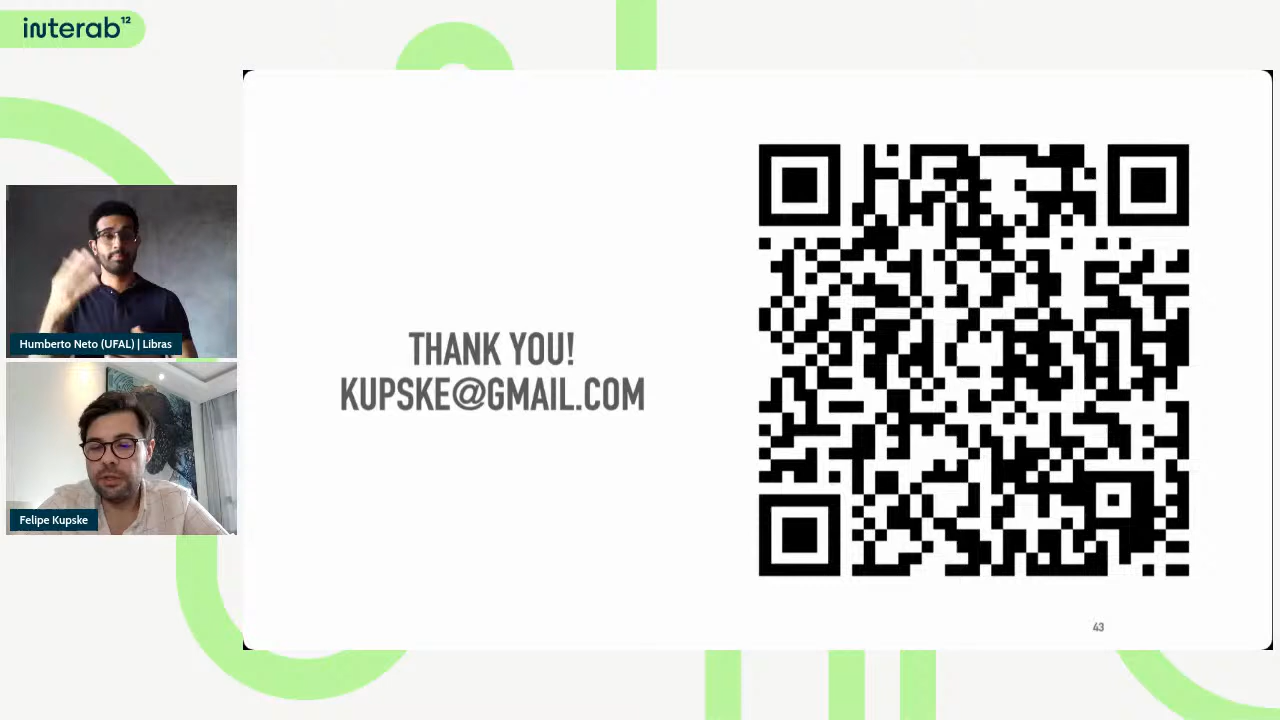 interab¹²
Humberto Neto (UFAL) | Libras
Felipe Kupske
THANK YOU!
KUPSKE@GMAIL.COM
43